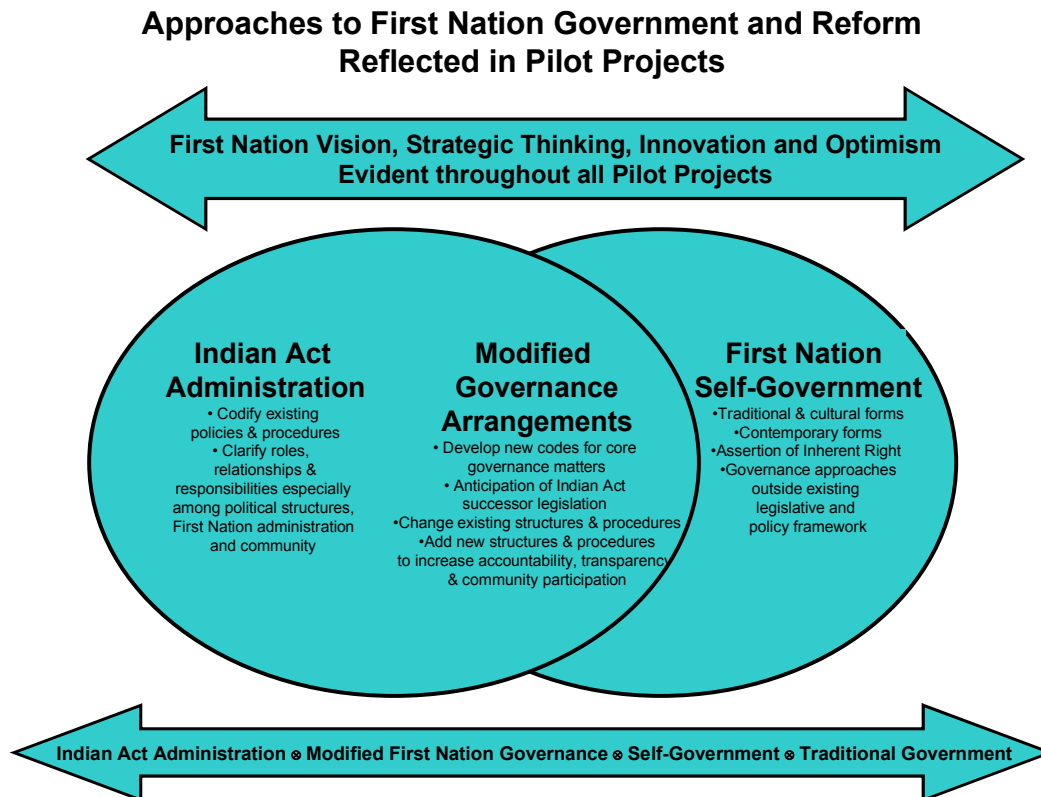 Approaches to First Nation Government and Reform
Reflected in Pilot Projects
First Nation Vision, Strategic Thinking, Innovation and Optimism
Evident throughout all Pilot Projects
Indian Act
Administration
• Codify existing
policies & procedures
• Clarify roles,
relationships &
responsibilities especially
among political structures,
First Nation administration
and community
Modified
Governance
Arrangements
• Develop new codes for core
governance matters
• Anticipation of Indian Act
successor legislation
•Change existing structures & procedures
•Add new structures & procedures
to increase accountability, transparency
& community participation
First Nation
Self-Government
•Traditional & cultural forms
•Contemporary forms
•Assertion of Inherent Right
•Governance approaches
outside existing
legislative and
policy framework
Indian Act Administration ⊗ Modified First Nation Governance ⊗ Self-Government ⊗ Traditional Government